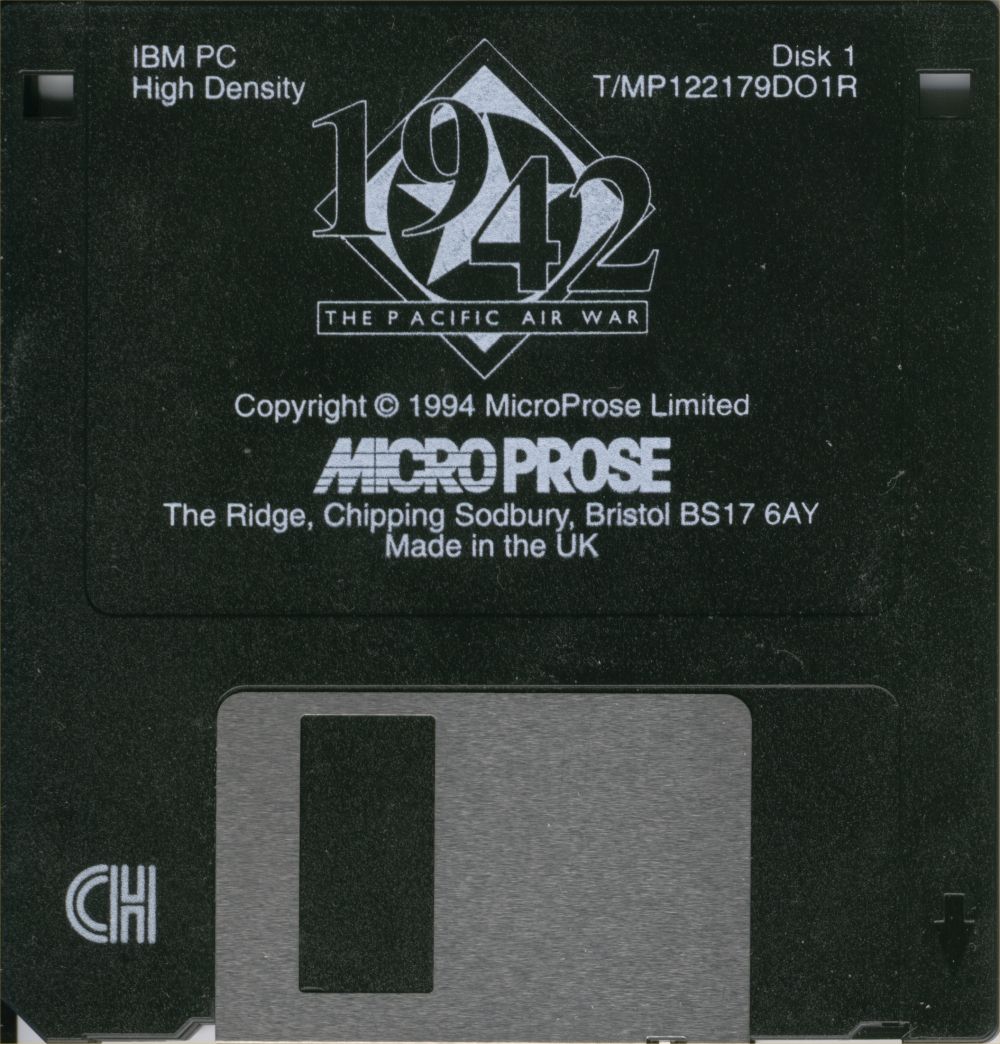 IBM PC
High Density
Disk 1
T/MP122179DO1R
1942
THE PACIFIC AIR WAR
Copyright © 1994 MicroProse Limited
MICROPROSE
The Ridge, Chipping Sodbury, Bristol BS17 6AY
Made in the UK
CH